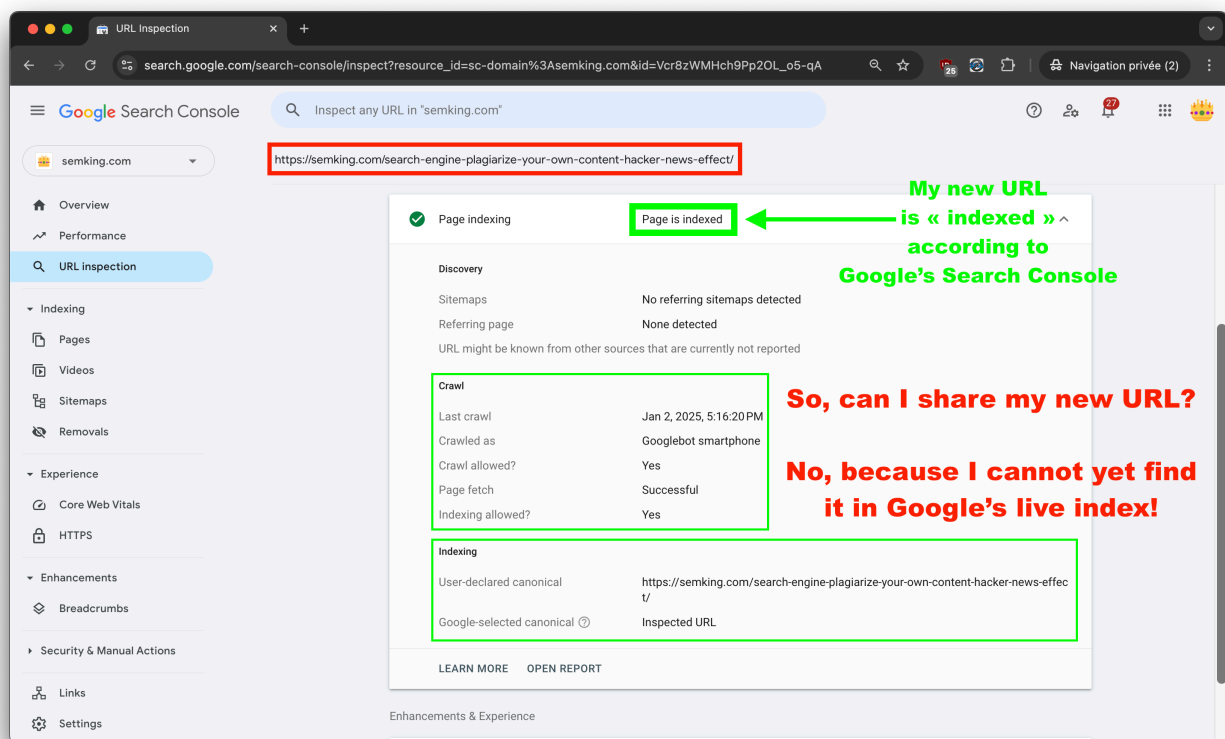 URL Inspection
search.google.com/search-console/inspect?resource_id=sc-domain%3Asemking.com&id=Vcr8zWMHch9Pp2OL_o5-qA
25
Navigation privée (2)
Google Search Console
Inspect any URL in "semking.com"
27
semking.com
https://semking.com/search-engine-plagiarize-your-own-content-hacker-news-effect/
Overview
Performance
URL inspection
Indexing
Pages
Videos
Sitemaps
Removals
Experience
Core Web Vitals
HTTPS
Enhancements
Breadcrumbs
Security & Manual Actions
Links
Settings
Page indexing
Page is indexed
My new URL
is « indexed »
according to
Google's Search Console
Discovery
Sitemaps
No referring sitemaps detected
Referring page
None detected
URL might be known from other sources that are currently not reported
Crawl
Last crawl
Jan 2, 2025, 5:16:20 PM
Crawled as
Googlebot smartphone
Crawl allowed?
Yes
Page fetch
Successful
Indexing allowed?
Yes
So, can I share my new URL?
No, because I cannot yet find
it in Google's live index!
Indexing
User-declared canonical
https://semking.com/search-engine-plagiarize-your-own-content-hacker-news-effec
t/
Google-selected canonical
Inspected URL
LEARN MORE
OPEN REPORT
Enhancements & Experience